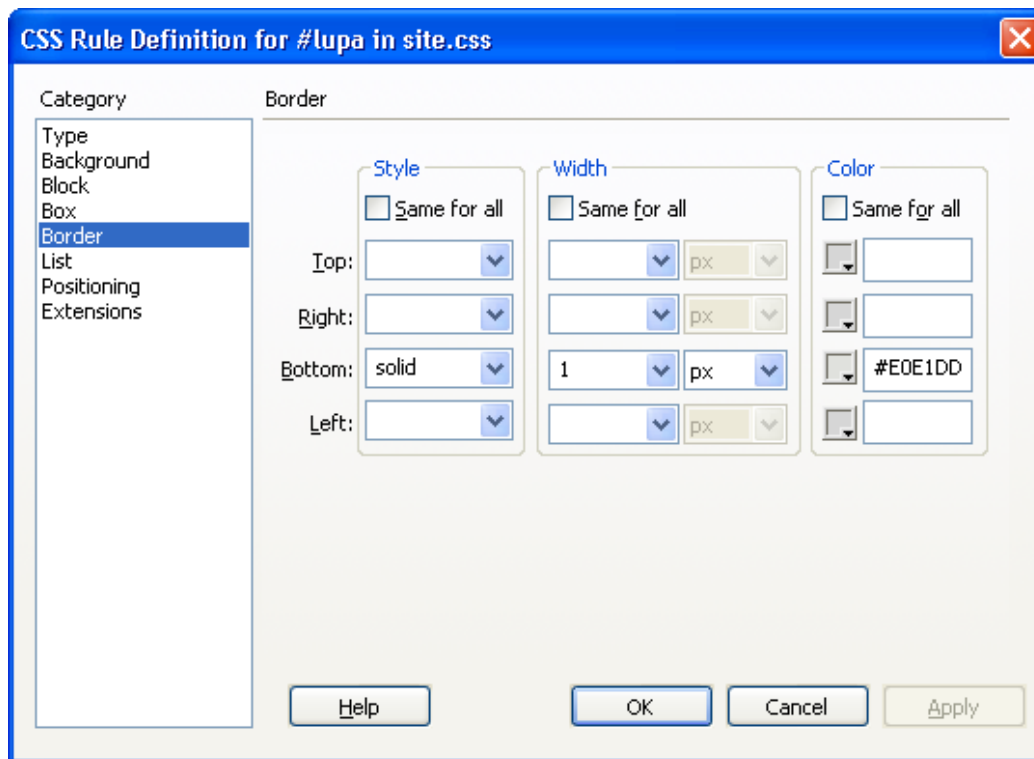 CSS Rule Definition for #lupa in site.css
Category
Border
Type
Background
Block
Box
Border
List
Positioning
Extensions
Style Width Color
Same for all Same for all Same for all
Top: px
Right: px
Bottom: solid 1 px #E0E1DD
Left: px
Help OK Cancel Apply